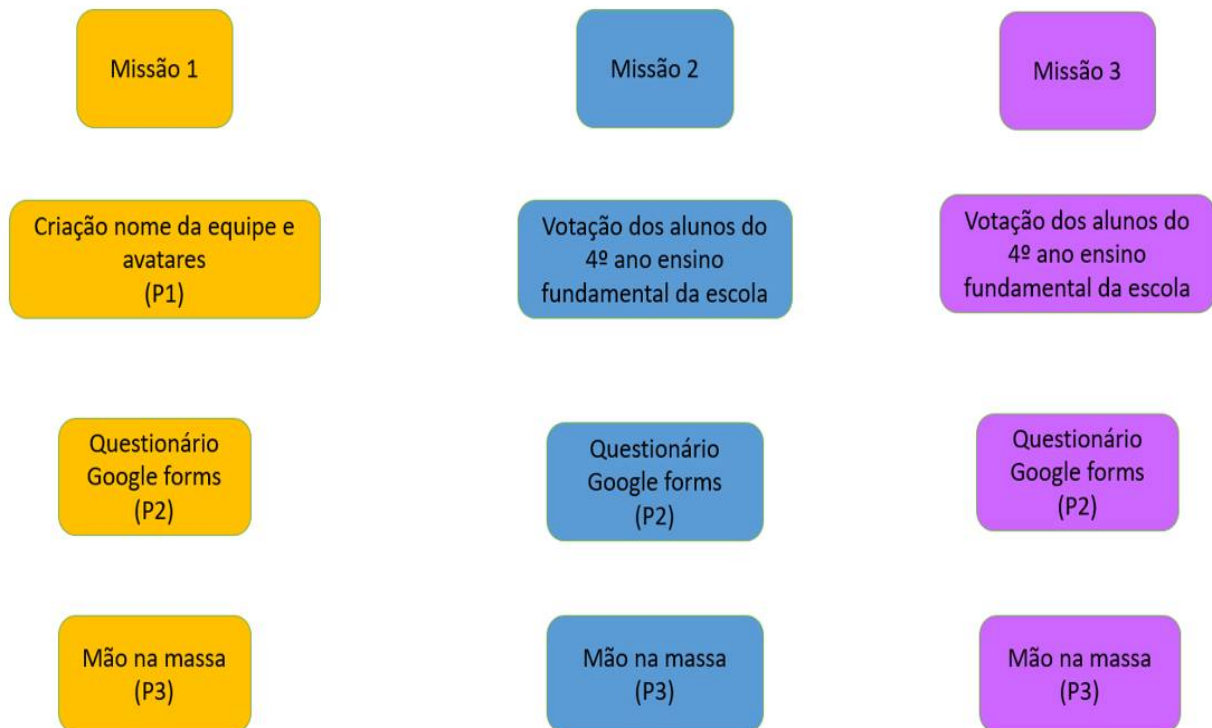 Missão 1
Missão 2
Missão 3
Criação nome da equipe e
avatares
(P1)
Votação dos alunos do
4º ano ensino
fundamental da escola
Votação dos alunos do
4º ano ensino
fundamental da escola
Questionário
Google forms
(P2)
Questionário
Google forms
(P2)
Questionário
Google forms
(P2)
Mão na massa
(P3)
Mão na massa
(P3)
Mão na massa
(P3)